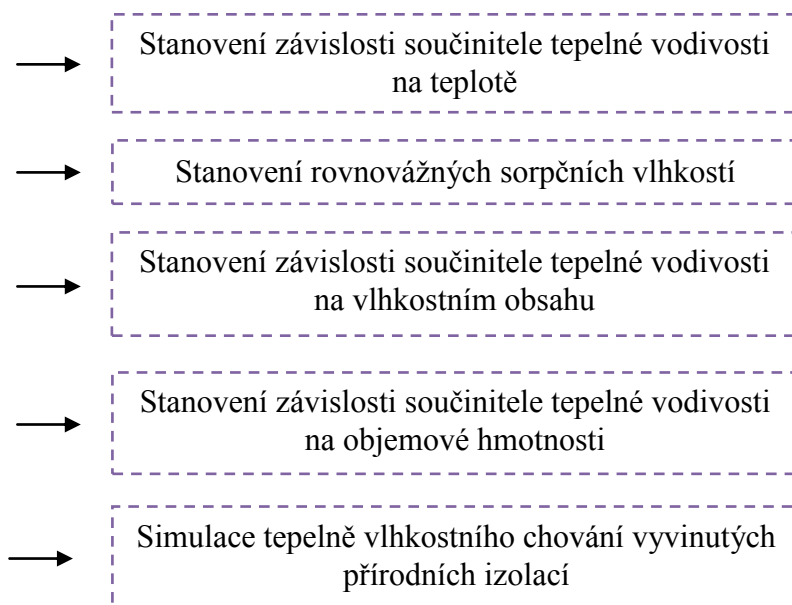 Stanovení závislosti součinitele tepelné vodivosti
na teplotě
Stanovení rovnovážných sorpčních vlhkostí
Stanovení závislosti součinitele tepelné vodivosti
na vlhkostním obsahu
Stanovení závislosti součinitele tepelné vodivosti
na objemové hmotnosti
Simulace tepelně vlhkostního chování vyvinutých
přírodních izolací